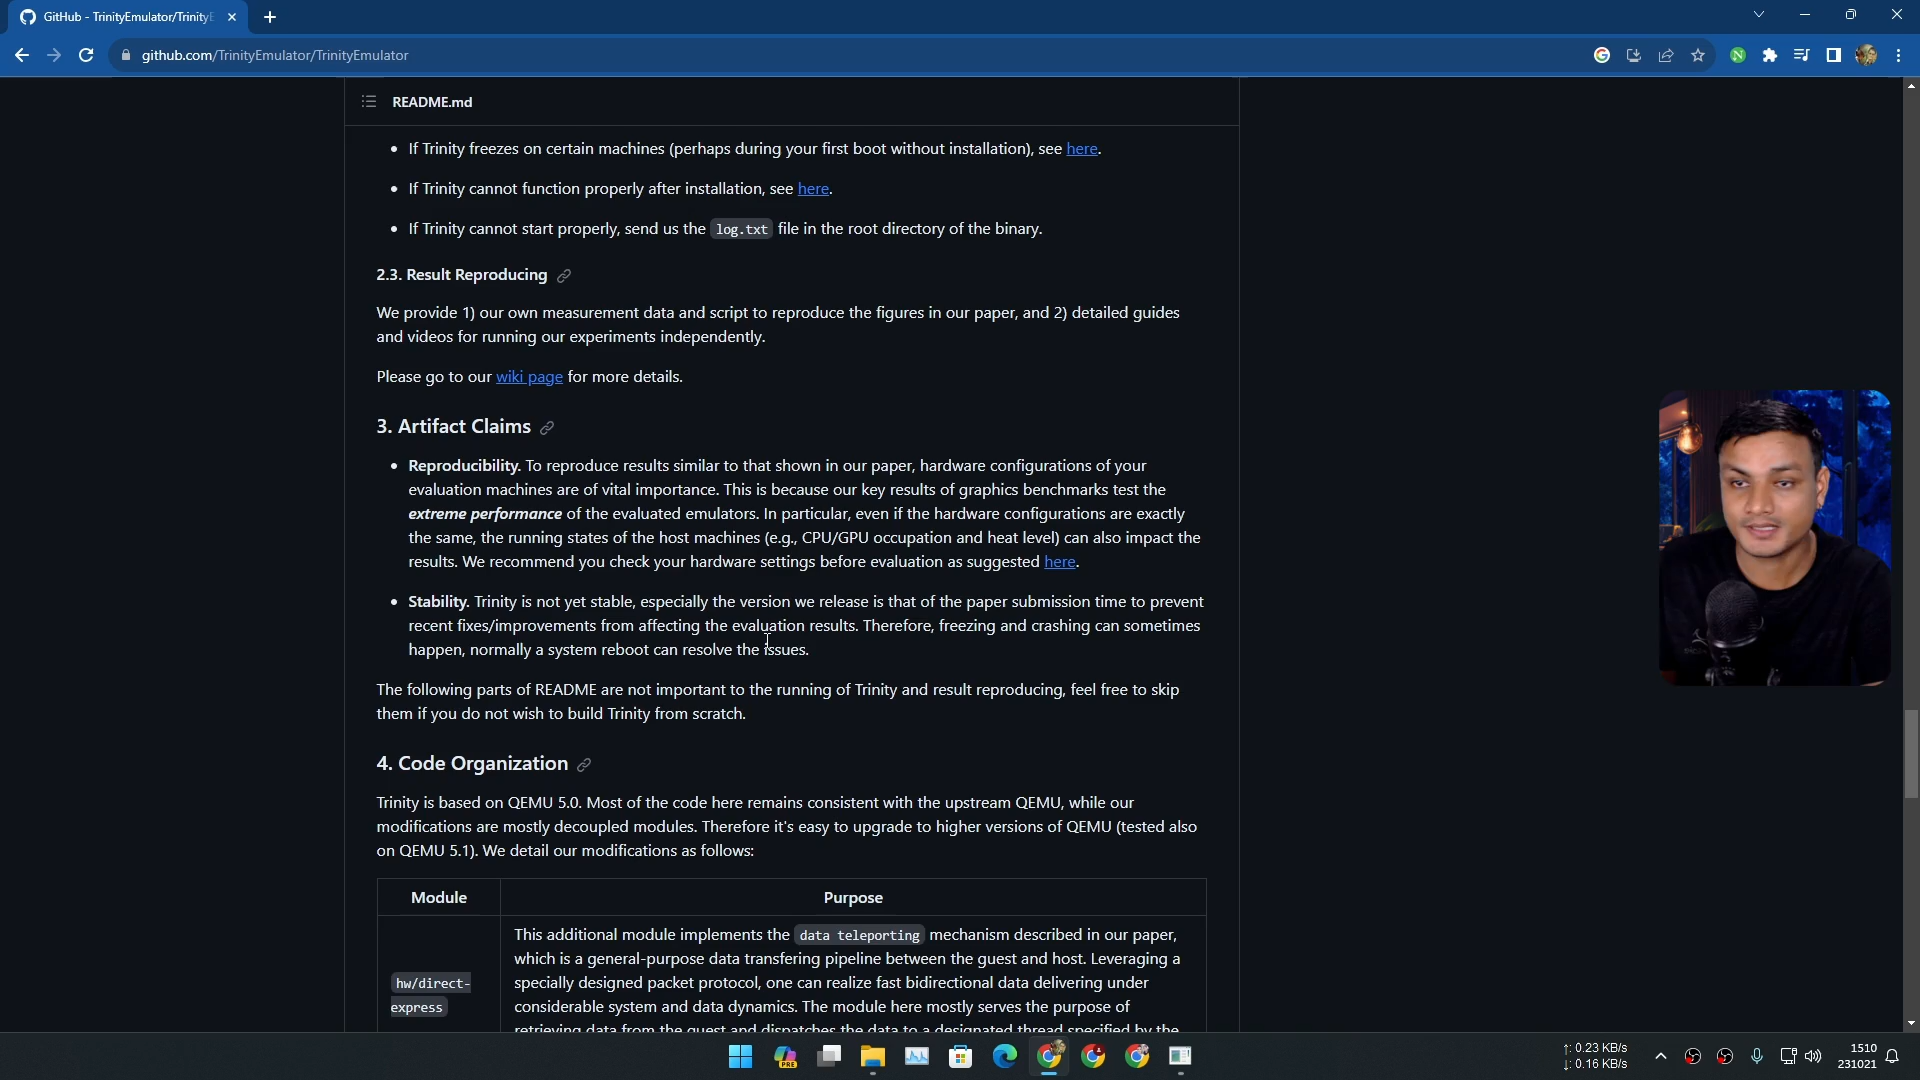 GitHub - TrinityEmulator/TrinityE
github.com/TrinityEmulator/TrinityEmulator
README.md
• If Trinity freezes on certain machines (perhaps during your first boot without installation), see here.
• If Trinity cannot function properly after installation, see here.
• If Trinity cannot start properly, send us the log.txt file in the root directory of the binary.
2.3. Result Reproducing
We provide 1) our own measurement data and script to reproduce the figures in our paper, and 2) detailed guides
and videos for running our experiments independently.
Please go to our wiki page for more details.
3. Artifact Claims
• Reproducibility. To reproduce results similar to that shown in our paper, hardware configurations of your
evaluation machines are of vital importance. This is because our key results of graphics benchmarks test the
extreme performance of the evaluated emulators. In particular, even if the hardware configurations are exactly
the same, the running states of the host machines (e.g., CPU/GPU occupation and heat level) can also impact the
results. We recommend you check your hardware settings before evaluation as suggested here.
• Stability. Trinity is not yet stable, especially the version we release is that of the paper submission time to prevent
recent fixes/improvements from affecting the evaluation results. Therefore, freezing and crashing can sometimes
happen, normally a system reboot can resolve the issues.
The following parts of README are not important to the running of Trinity and result reproducing, feel free to skip
them if you do not wish to build Trinity from scratch.
4. Code Organization
Trinity is based on QEMU 5.0. Most of the code here remains consistent with the upstream QEMU, while our
modifications are mostly decoupled modules. Therefore it's easy to upgrade to higher versions of QEMU (tested also
on QEMU 5.1). We detail our modifications as follows:
Module
Purpose
hw/direct-
express
This additional module implements the data teleporting mechanism described in our paper,
which is a general-purpose data transfering pipeline between the guest and host. Leveraging a
specially designed packet protocol, one can realize fast bidirectional data delivering under
considerable system and data dynamics. The module here mostly serves the purpose of
retrieving data from the guest and dispatches the data to a designated thread specified by the
PRE
↑: 0.23 KB/s
↓: 0.16 KB/s
1510
231021